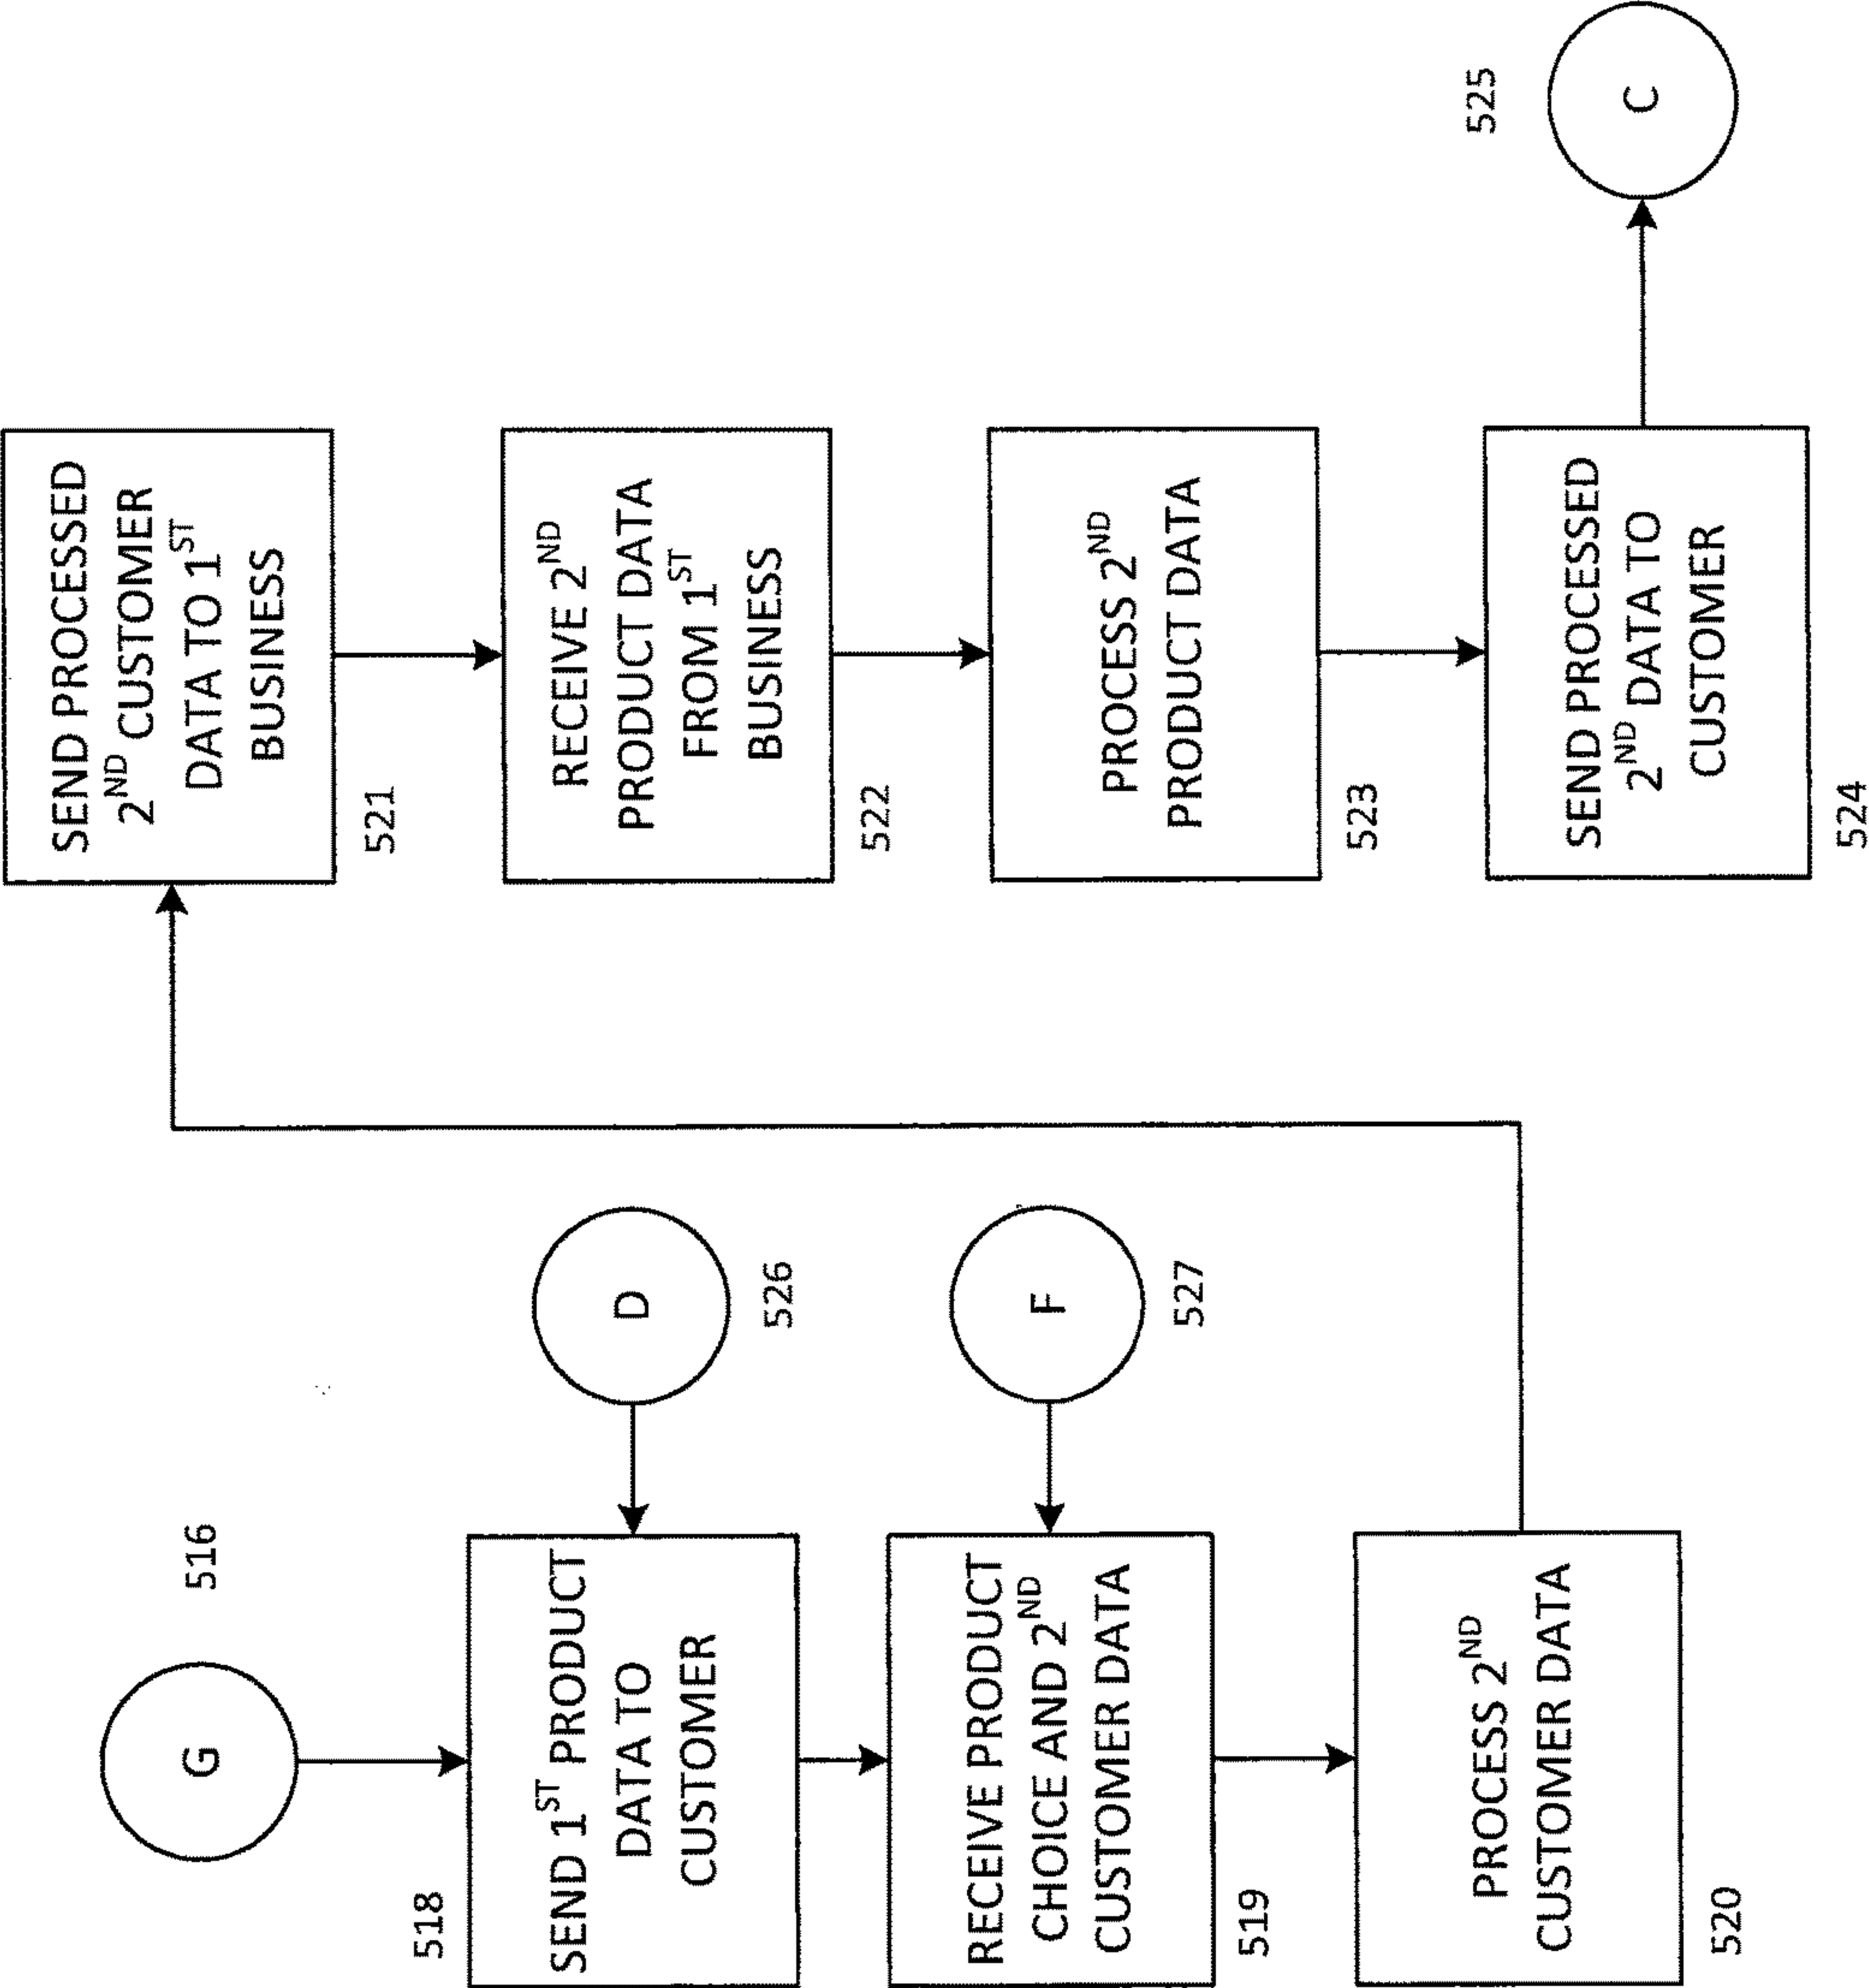 G
516
518
SEND 1ST PRODUCT
DATA TO
CUSTOMER
D
526
RECEIVE PRODUCT
CHOICE AND 2ND
CUSTOMER DATA
519
F
527
PROCESS 2ND
CUSTOMER DATA
520
SEND PROCESSED
2ND CUSTOMER
DATA TO 1ST
BUSINESS
521
RECEIVE 2ND
PRODUCT DATA
FROM 1ST
BUSINESS
522
PROCESS 2ND
PRODUCT DATA
523
SEND PROCESSED
2ND DATA TO
CUSTOMER
524
C
525